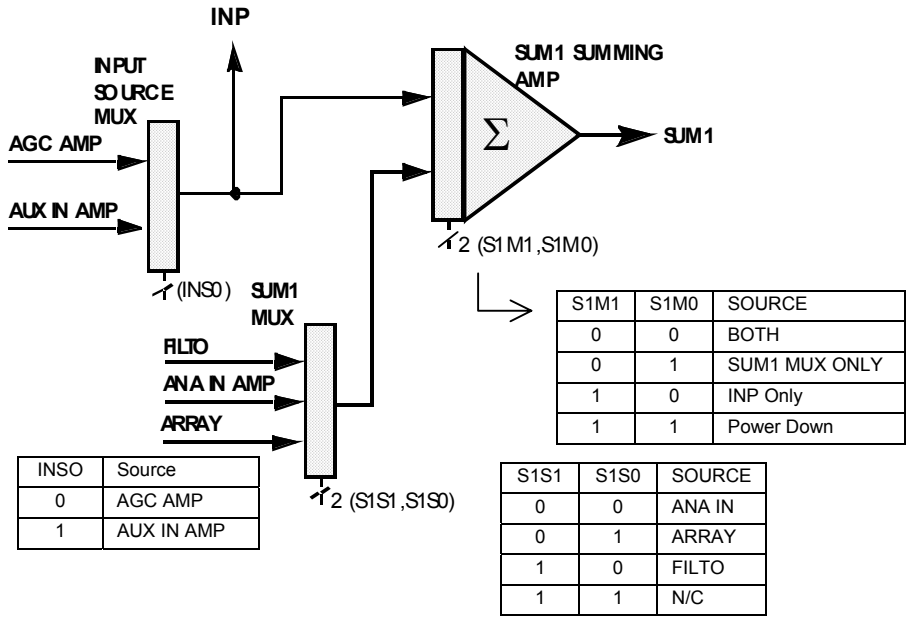 INP
INPUT
SOURCE
MUX
SUM1 SUMMING
AMP
AGC AMP
Σ
SUM1
AUX IN AMP
2 (S1M1,S1M0)
(INS0)
SUM1
MUX
S1M1 S1M0 SOURCE
0 0 BOTH
0 1 SUM1 MUX ONLY
1 0 INP Only
1 1 Power Down
FILTO
ANA IN AMP
ARRAY
INSO Source
0 AGC AMP
1 AUX IN AMP
2 (S1S1,S1S0)
S1S1 S1S0 SOURCE
0 0 ANA IN
0 1 ARRAY
1 0 FILTO
1 1 N/C